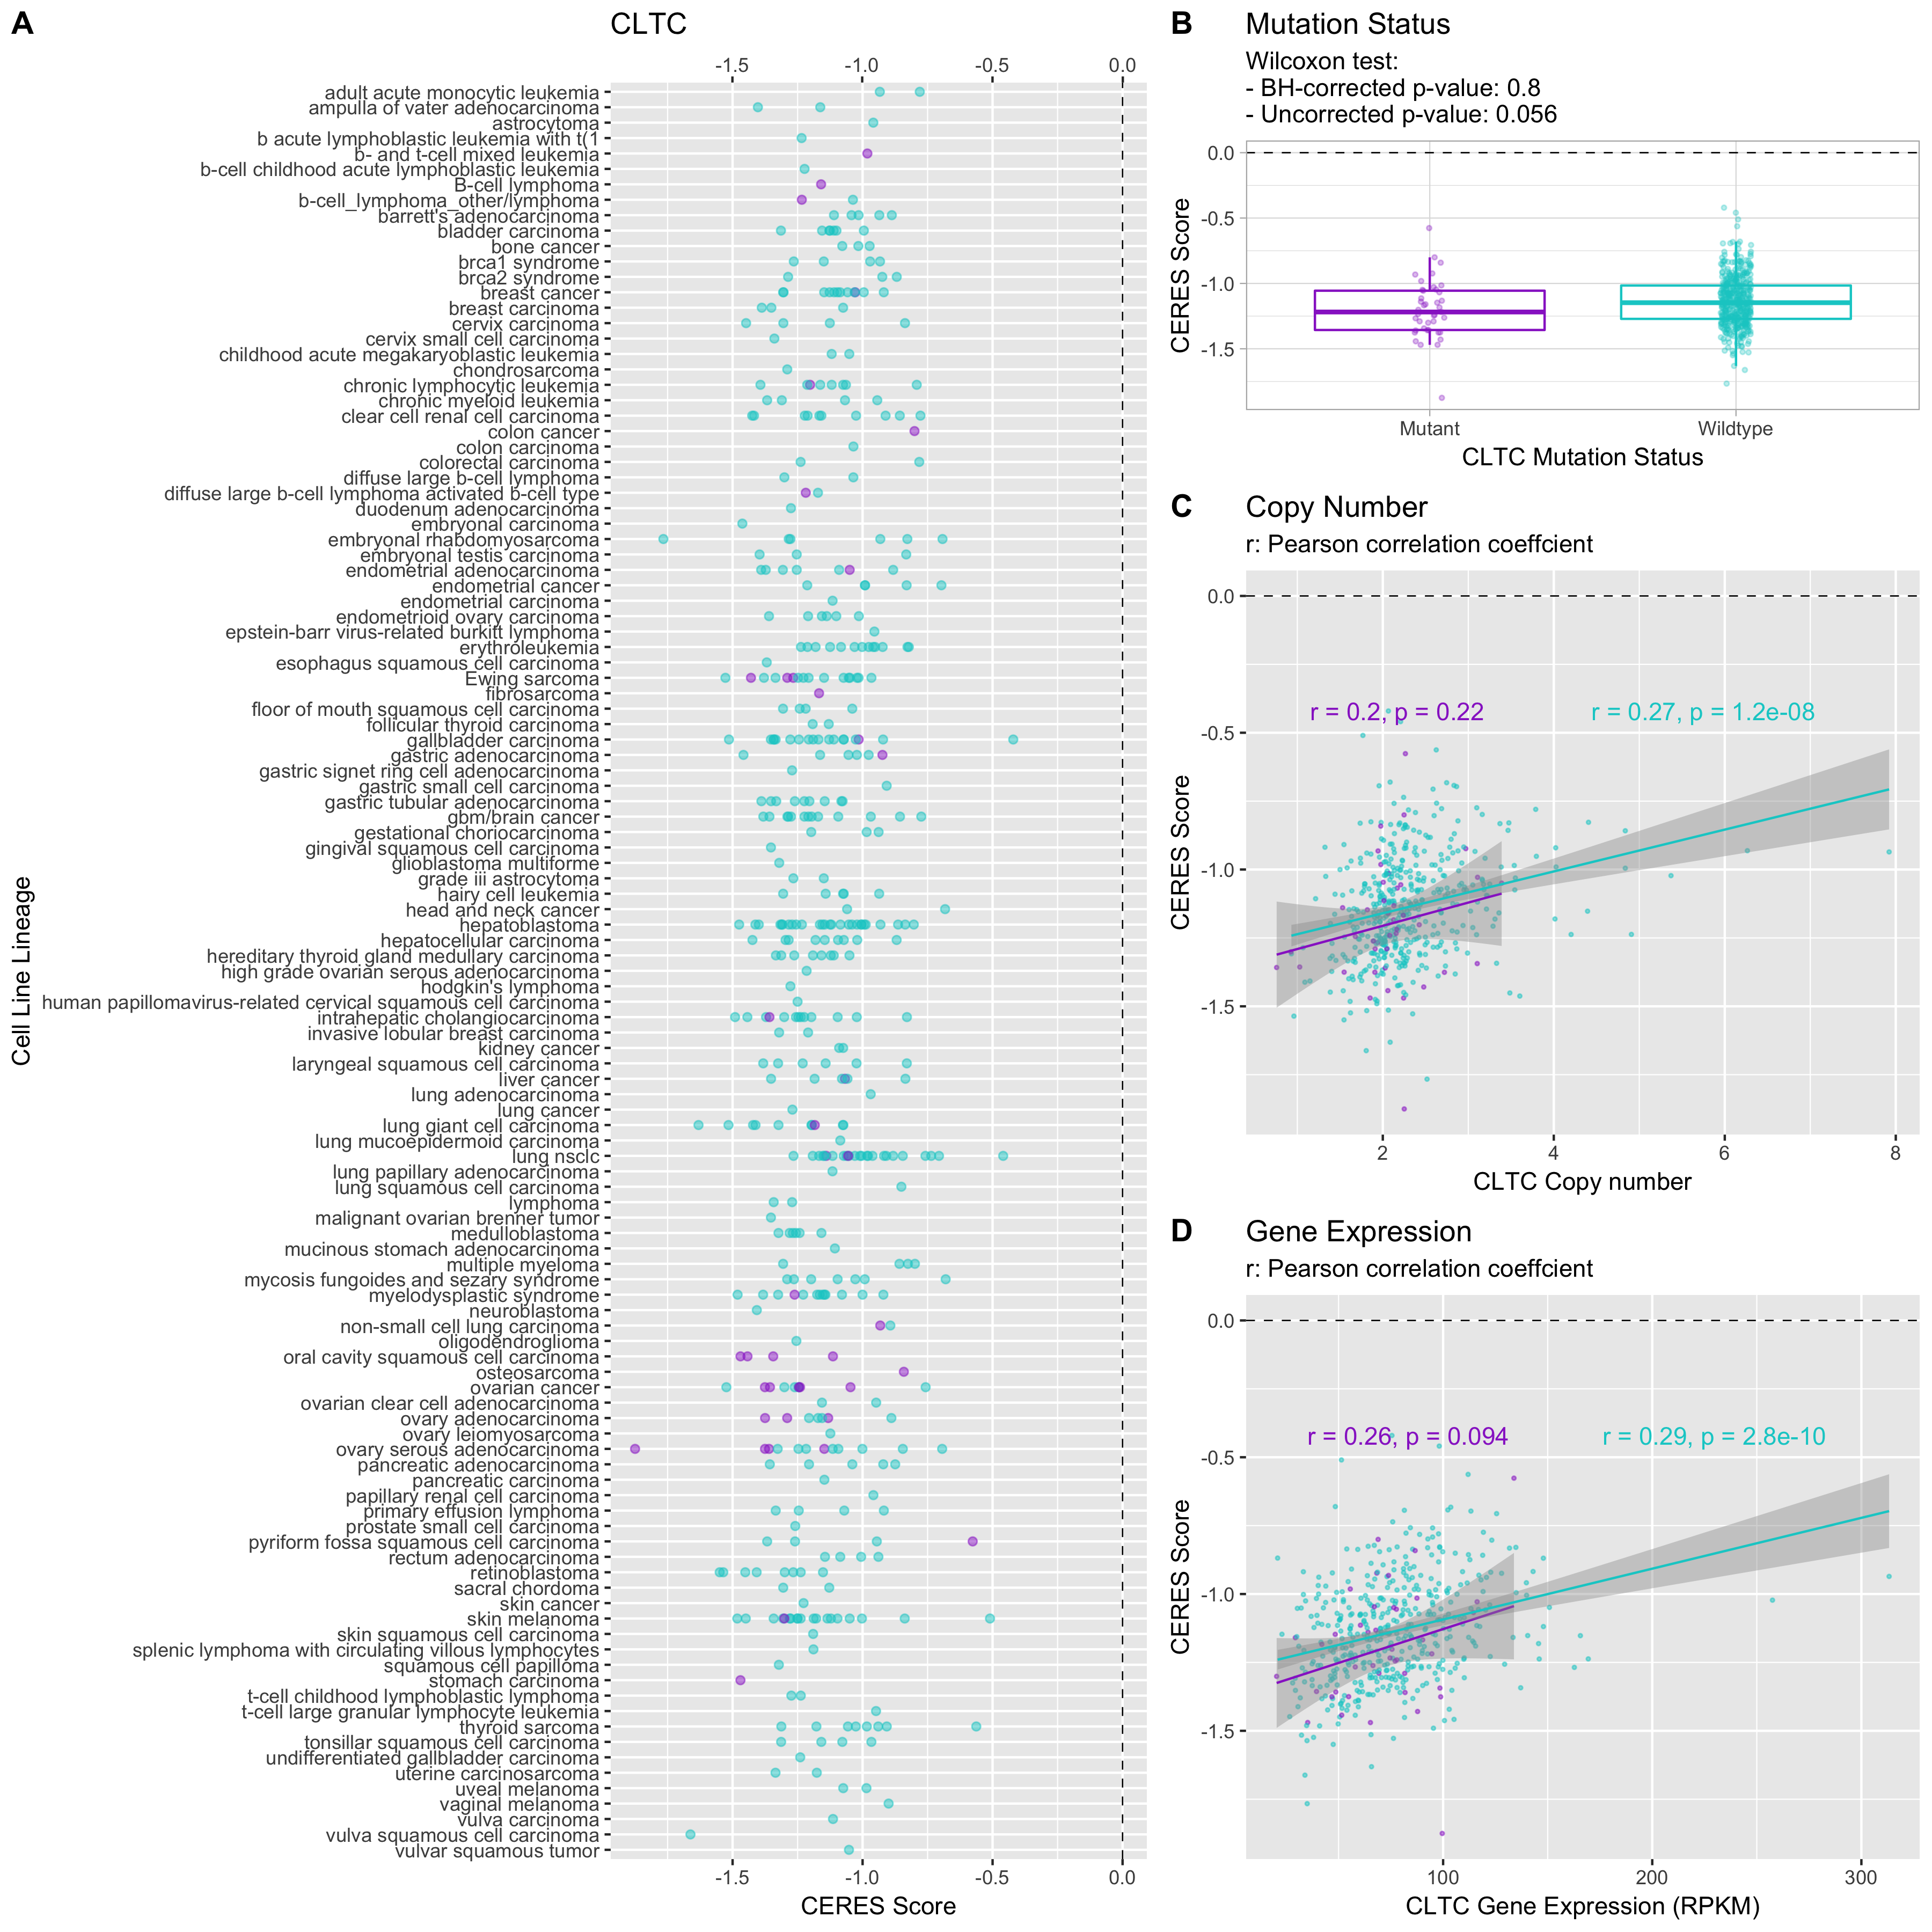 A
CLTC
-1.5 -1.0 -0.5 0.0
Cell Line Lineage
adult acute monocytic leukemia
ampulla of vater adenocarcinoma
astrocytoma
b acute lymphoblastic leukemia with t(1
b- and t-cell mixed leukemia
b-cell childhood acute lymphoblastic leukemia
B-cell lymphoma
b-cell_lymphoma_other/lymphoma
barrett's adenocarcinoma
bladder carcinoma
bone cancer
brca1 syndrome
brca2 syndrome
breast cancer
breast carcinoma
cervix carcinoma
cervix small cell carcinoma
childhood acute megakaryoblastic leukemia
chondrosarcoma
chronic lymphocytic leukemia
chronic myeloid leukemia
clear cell renal cell carcinoma
colon cancer
colon carcinoma
colorectal carcinoma
diffuse large b-cell lymphoma
diffuse large b-cell lymphoma activated b-cell type
duodenum adenocarcinoma
embryonal carcinoma
embryonal rhabdomyosarcoma
embryonal testis carcinoma
endometrial adenocarcinoma
endometrial cancer
endometrial carcinoma
endometrioid ovary carcinoma
epstein-barr virus-related burkitt lymphoma
erythroleukemia
esophagus squamous cell carcinoma
Ewing sarcoma
fibrosarcoma
floor of mouth squamous cell carcinoma
follicular thyroid carcinoma
gallbladder carcinoma
gastric adenocarcinoma
gastric signet ring cell adenocarcinoma
gastric small cell carcinoma
gastric tubular adenocarcinoma
gbm/brain cancer
gestational choriocarcinoma
gingival squamous cell carcinoma
glioblastoma multiforme
grade iii astrocytoma
hairy cell leukemia
head and neck cancer
hepatoblastoma
hepatocellular carcinoma
hereditary thyroid gland medullary carcinoma
high grade ovarian serous adenocarcinoma
hodgkin's lymphoma
human papillomavirus-related cervical squamous cell carcinoma
intrahepatic cholangiocarcinoma
invasive lobular breast carcinoma
kidney cancer
laryngeal squamous cell carcinoma
liver cancer
lung adenocarcinoma
lung cancer
lung giant cell carcinoma
lung mucoepidermoid carcinoma
lung nsclc
lung papillary adenocarcinoma
lung squamous cell carcinoma
lymphoma
malignant ovarian brenner tumor
medulloblastoma
mucinous stomach adenocarcinoma
multiple myeloma
mycosis fungoides and sezary syndrome
myelodysplastic syndrome
neuroblastoma
non-small cell lung carcinoma
oligodendroglioma
oral cavity squamous cell carcinoma
osteosarcoma
ovarian cancer
ovarian clear cell adenocarcinoma
ovary adenocarcinoma
ovary leiomyosarcoma
ovary serous adenocarcinoma
pancreatic adenocarcinoma
pancreatic carcinoma
papillary renal cell carcinoma
primary effusion lymphoma
prostate small cell carcinoma
pyriform fossa squamous cell carcinoma
rectum adenocarcinoma
retinoblastoma
sacral chordoma
skin cancer
skin melanoma
skin squamous cell carcinoma
splenic lymphoma with circulating villous lymphocytes
squamous cell papilloma
stomach carcinoma
t-cell childhood lymphoblastic lymphoma
t-cell large granular lymphocyte leukemia
thyroid sarcoma
tonsillar squamous cell carcinoma
undifferentiated gallbladder carcinoma
uterine carcinosarcoma
uveal melanoma
vaginal melanoma
vulva carcinoma
vulva squamous cell carcinoma
vulvar squamous tumor
-1.5 -1.0 -0.5 0.0
CERES Score
B
Mutation Status
Wilcoxon test:
- BH-corrected p-value: 0.8
- Uncorrected p-value: 0.056
CERES Score
0.0
-0.5
-1.0
-1.5
Mutant Wildtype
CLTC Mutation Status
C
Copy Number
r: Pearson correlation coeffcient
CERES Score
0.0
-0.5
-1.0
-1.5
r = 0.2, p = 0.22 r = 0.27, p = 1.2e-08
2 4 6 8
CLTC Copy number
D
Gene Expression
r: Pearson correlation coeffcient
CERES Score
0.0
-0.5
-1.0
-1.5
r = 0.26, p = 0.094 r = 0.29, p = 2.8e-10
100 200 300
CLTC Gene Expression (RPKM)